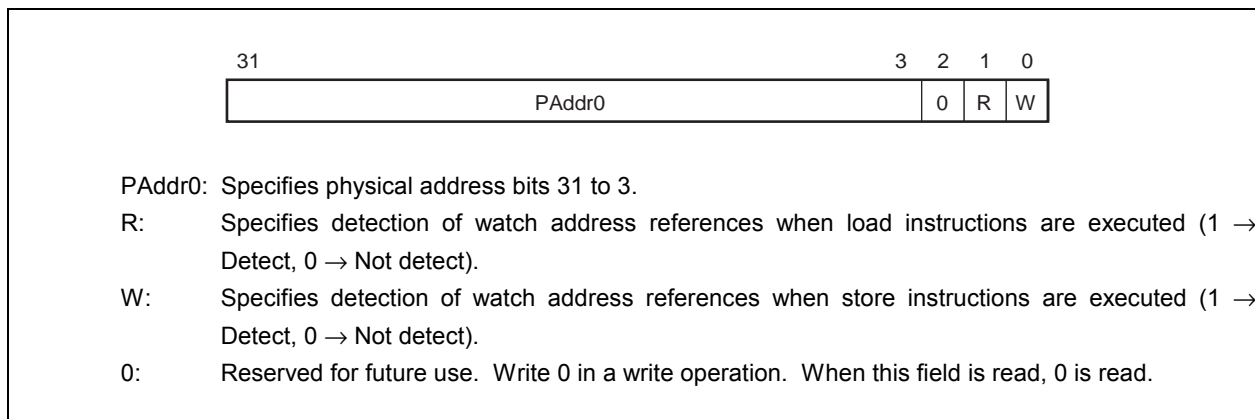 31 3 2 1 0
PAddr0 0 R W
PAddr0: Specifies physical address bits 31 to 3.
R: Specifies detection of watch address references when load instructions are executed (1 →
Detect, 0 → Not detect).
W: Specifies detection of watch address references when store instructions are executed (1 →
Detect, 0 → Not detect).
0: Reserved for future use. Write 0 in a write operation. When this field is read, 0 is read.